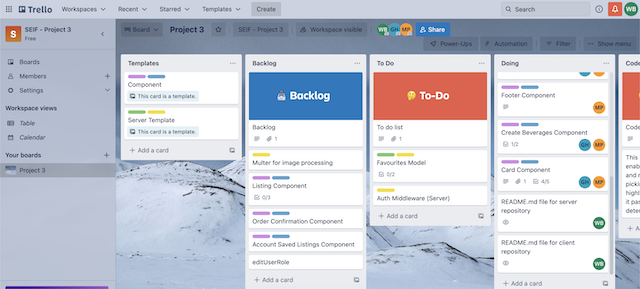 Trello
Workspaces
Recent
Starred
Templates
Create
Search
WB
S
SEIF - Project 3
Free
Board
Project 3
SEIF - Project 3
Workspace visible
WB
GH
MP
Share
Power-Ups
Automation
Filter
Show menu
Boards
Members
Settings
Workspace views
Table
Calendar
Your boards
Project 3
Templates
Component
This card is a template.
Server Template
This card is a template.
+ Add a card
Backlog
Backlog
Backlog
1
Multer for image processing
Listing Component
0/3
Order Confirmation Component
Account Saved Listings Component
editUserRole
+ Add a card
To Do
To-Do
To do list
1
Favourites Model
0/2
Auth Middleware (Server)
+ Add a card
Doing
Footer Component
MP
Create Beverages Component
1/2
GH
MP
Card Component
1
4/5
GH
MP
README.md file for server
repository
WB
README.md file for client
repository
WB
+ Add a card
Code
This
enab
and r
pickin
highl
it pas
detec